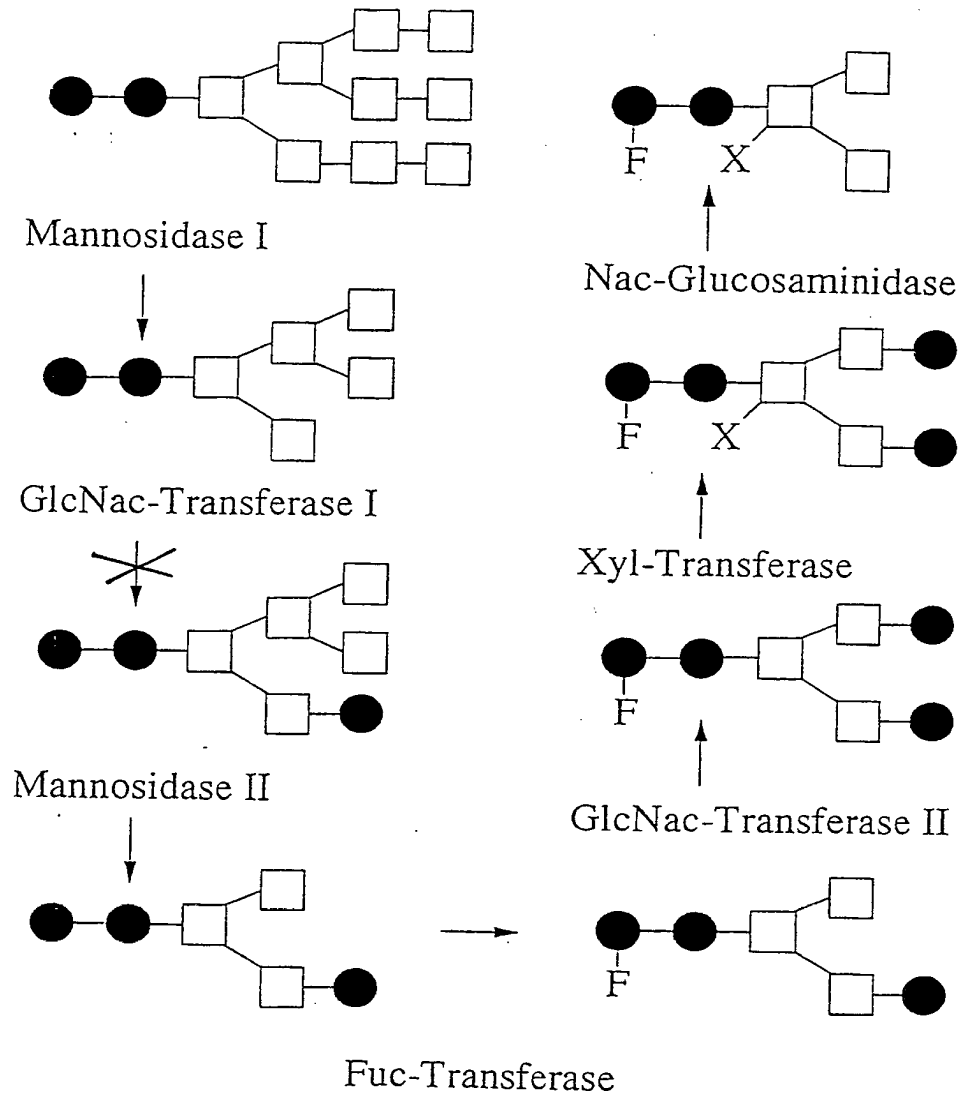 Mannosidase I
GlcNac-Transferase I
Mannosidase II
Fuc-Transferase
F
GlcNac-Transferase II
F
Xyl-Transferase
F X
Nac-Glucosaminidase
F X